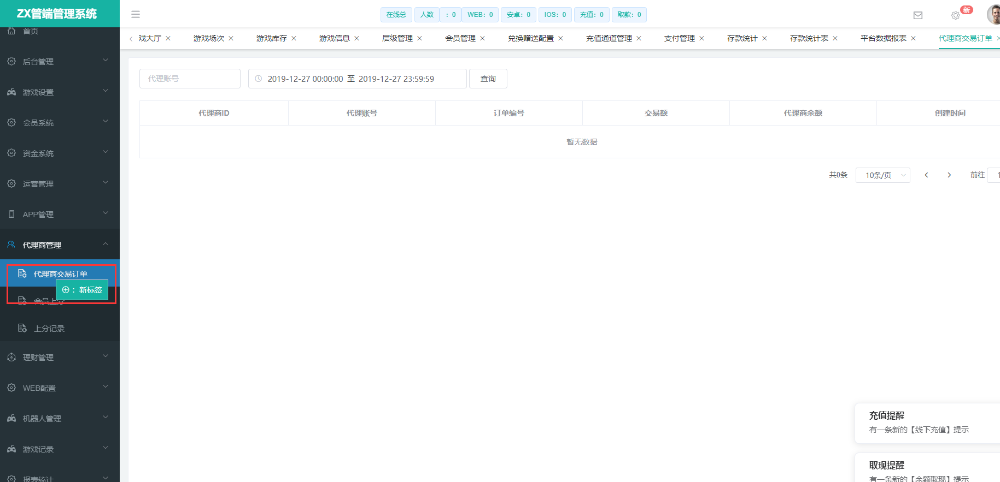 ZX管端管理系统
在线总 人数 : 0 WEB: 0 安卓: 0 IOS: 0 充值: 0 取款: 0
新
首页
戏大厅 游戏场次 游戏库存 游戏信息 层级管理 会员管理 兑换赠送配置 充值通道管理 支付管理 存款统计 存款统计表 平台数据报表 代理商交易订单
后台管理
游戏设置
会员系统
资金系统
运营管理
APP管理
代理商管理
代理商交易订单
: 新标签
会员上分
上分记录
理财管理
WEB配置
机器人管理
游戏记录
报表统计
代理账号 2019-12-27 00:00:00 至 2019-12-27 23:59:59 查询
代理商ID 代理账号 订单编号 交易额 代理商余额 创建时间
暂无数据
共0条 10条/页 前往 1
充值提醒
有一条新的【线下充值】提示
取现提醒
有一条新的【余额取现】提示